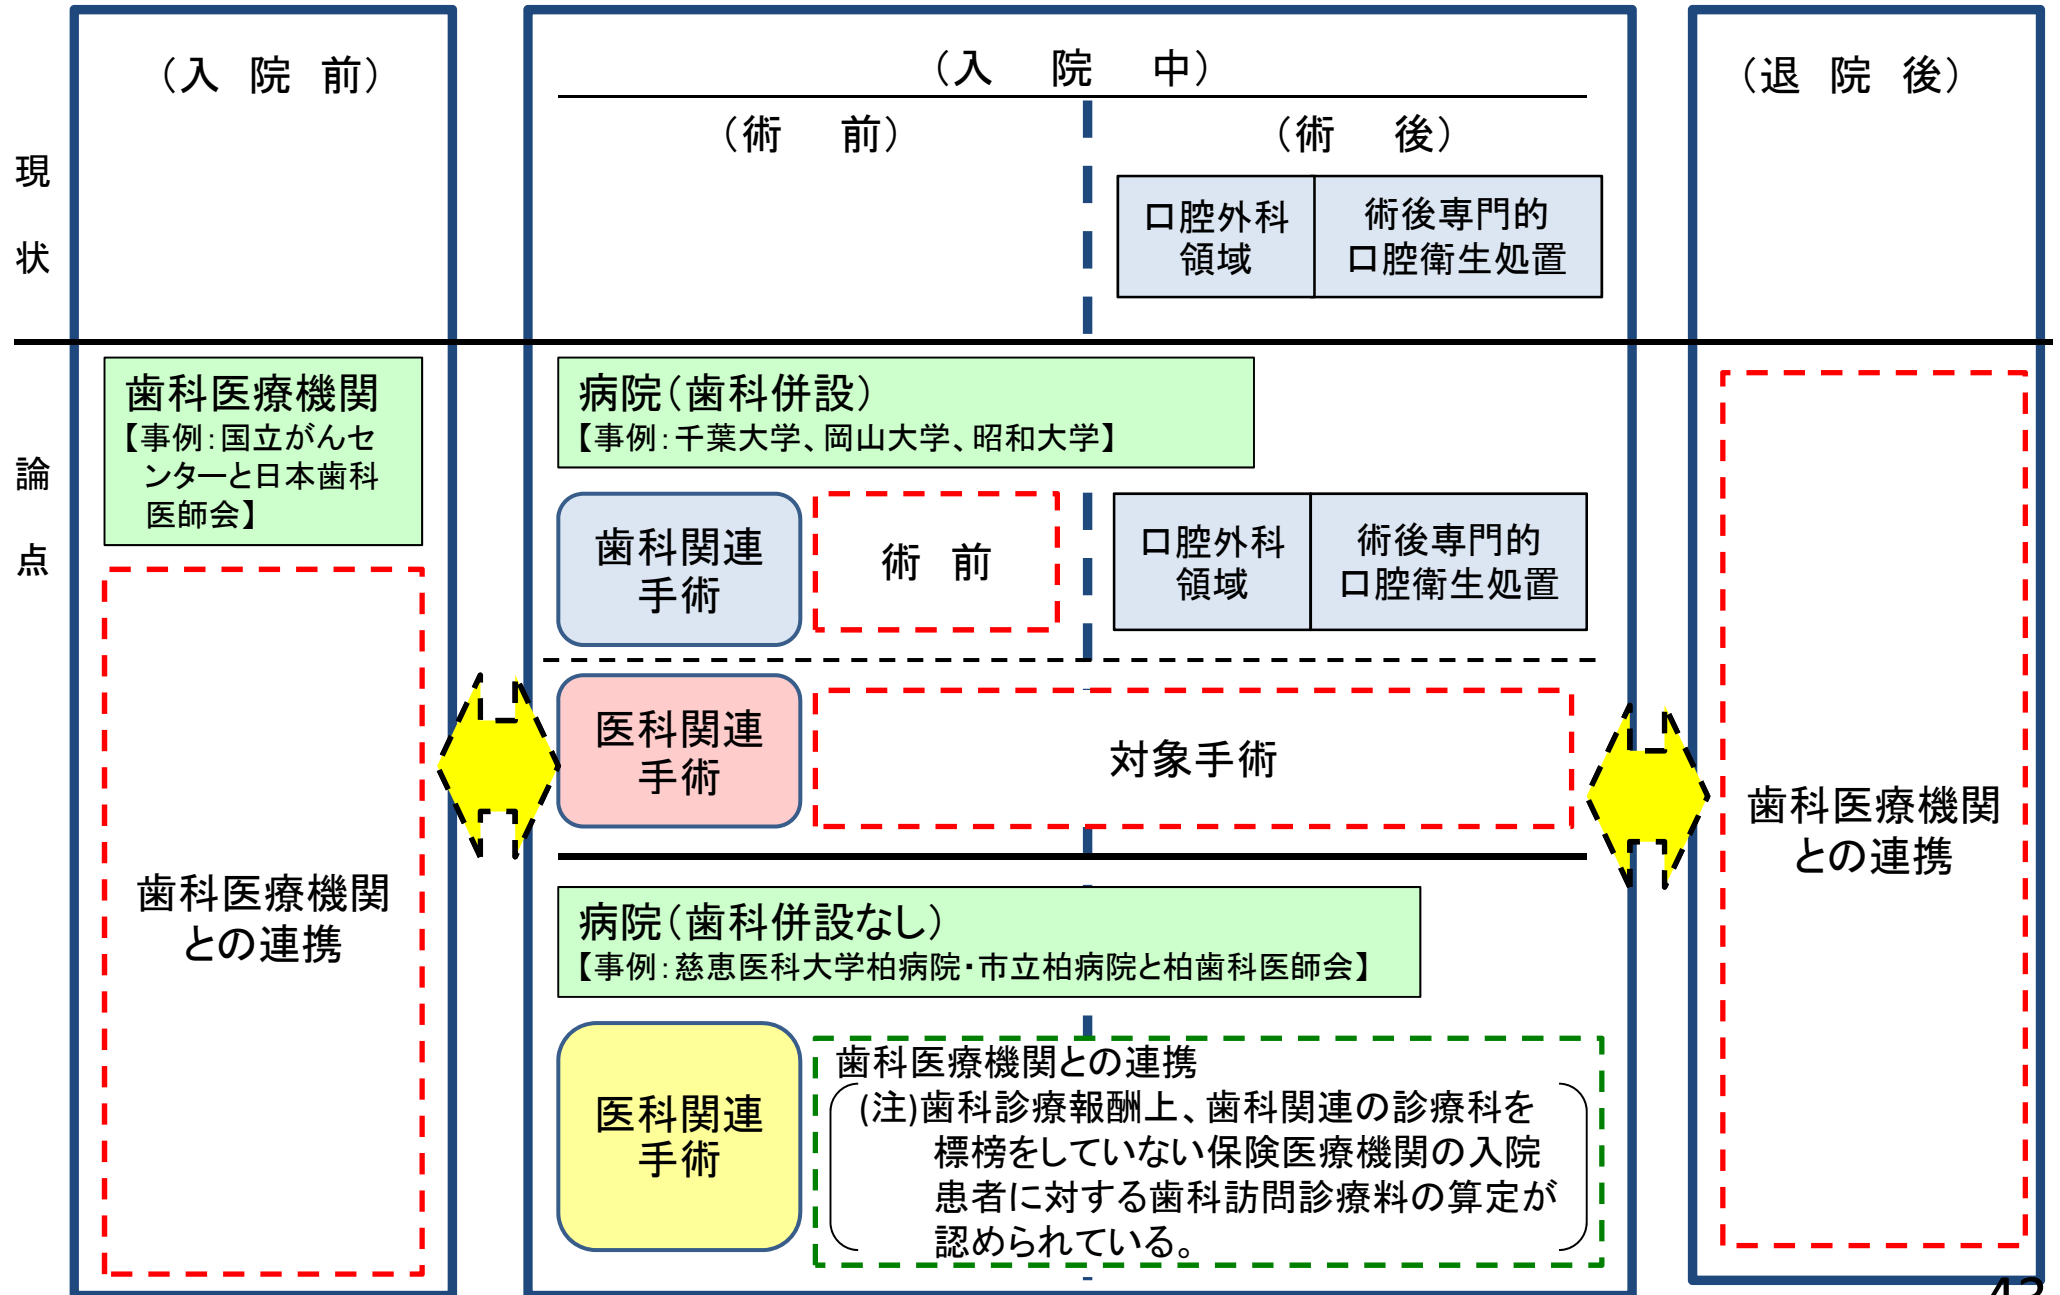 （入　院　前）
（入　院　中）
（退　院　後）
（術　前）
（術　後）
現
状
口腔外科
領域
術後専門的
口腔衛生処置
論
点
歯科医療機関
【事例：国立がんセ
ンターと日本歯科
医師会】
歯科医療機関
との連携
病院（歯科併設）
【事例：千葉大学、岡山大学、昭和大学】
歯科関連
手術
術　前
口腔外科
領域
術後専門的
口腔衛生処置
医科関連
手術
対象手術
病院（歯科併設なし）
【事例：慈恵医科大学柏病院・市立柏病院と柏歯科医師会】
医科関連
手術
歯科医療機関との連携
(注)歯科診療報酬上、歯科関連の診療科を
標榜をしていない保険医療機関の入院
患者に対する歯科訪問診療料の算定が
認められている。
歯科医療機関
との連携